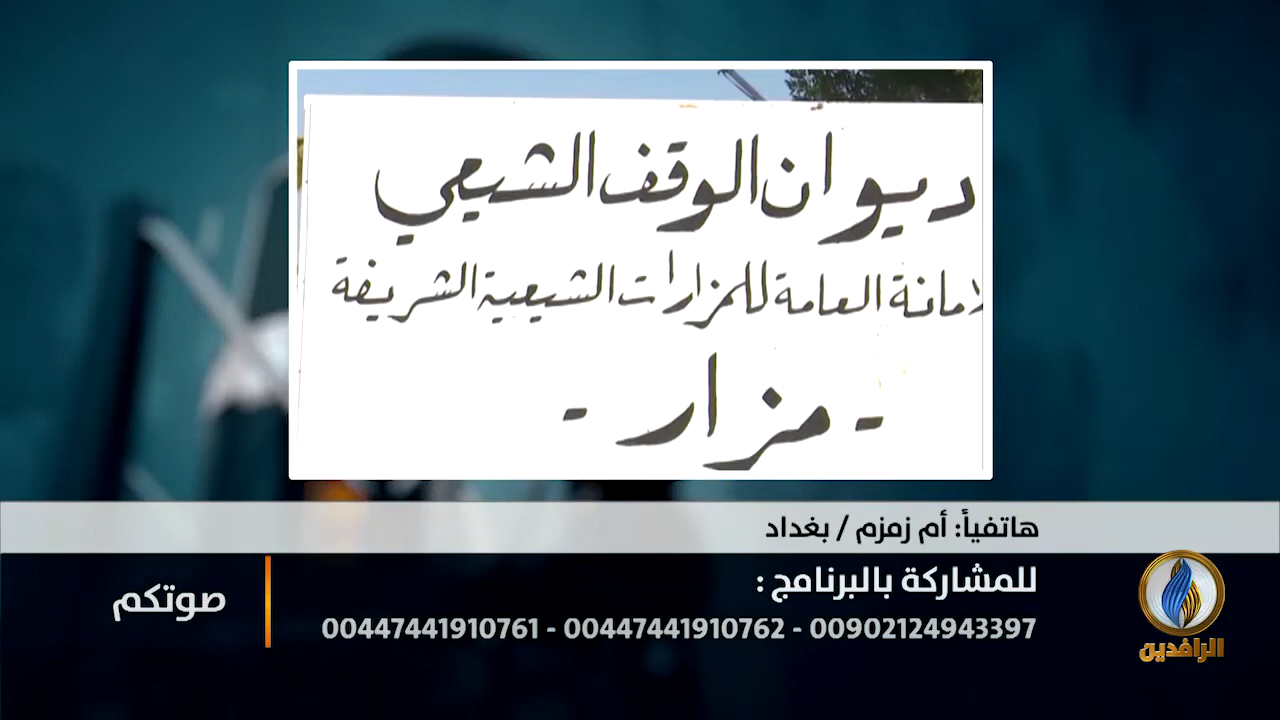 ديوان الوقف الشيعي
لامانة العامة للمزارات الشيعية الشريفة
- مزار -
هاتفياً: أم زمزم / بغداد
للمشاركة بالبرنامج :
00447441910761 - 00447441910762 - 00902124943397
صوتكم
الرافدين